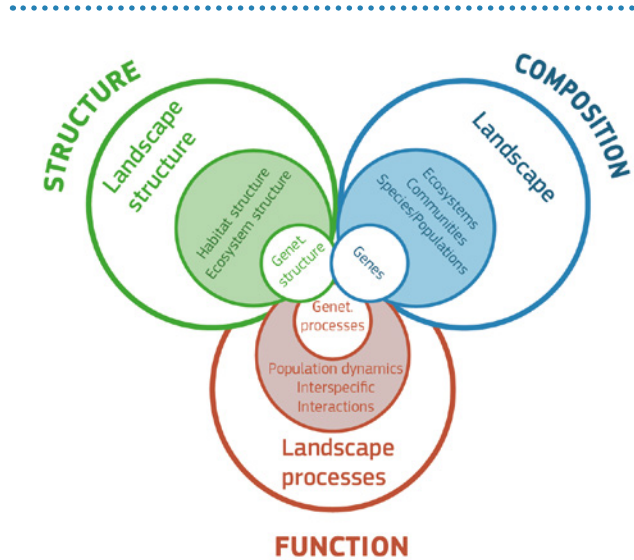 STRUCTURE
Landscape
structure
Habitat structure
Ecosystem structure
Genet.
structure
COMPOSITION
Landscape
Ecosystems
Communities
Species/Populations
Genes
Genet.
processes
Population dynamics
Interspecific
Interactions
Landscape
processes
FUNCTION